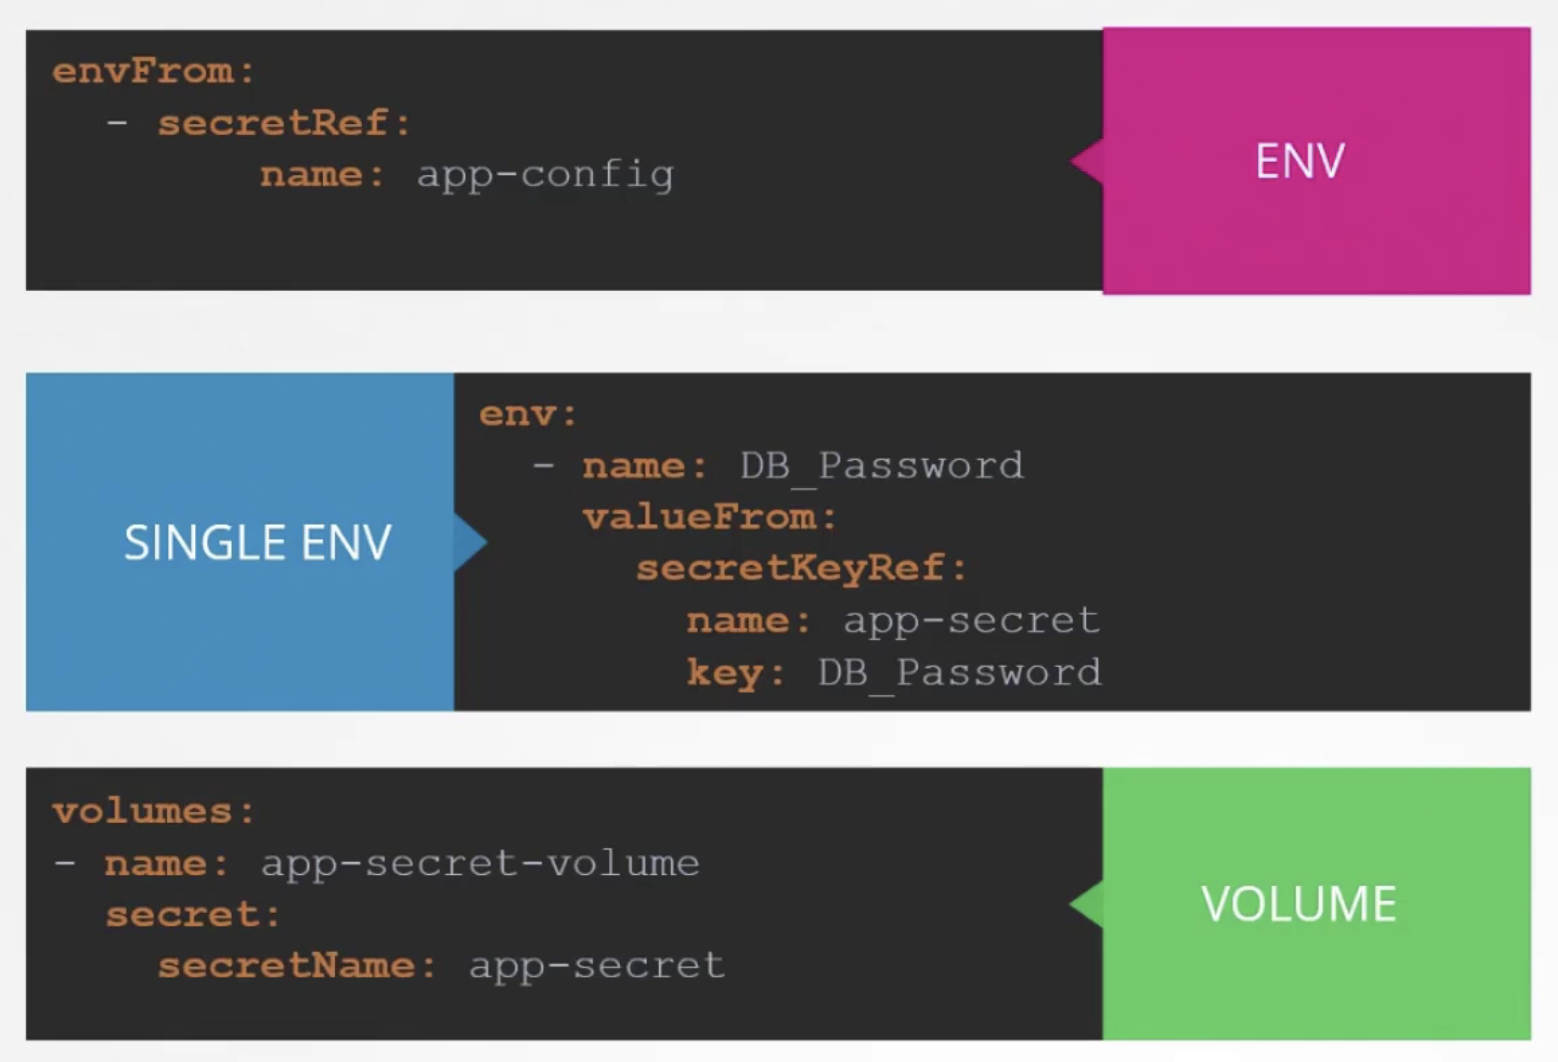 envFrom:
  - secretRef:
        name: app-config
ENV
SINGLE ENV
env:
  - name: DB_Password
    valueFrom:
      secretKeyRef:
        name: app-secret
        key: DB_Password
volumes:
- name: app-secret-volume
  secret:
    secretName: app-secret
VOLUME